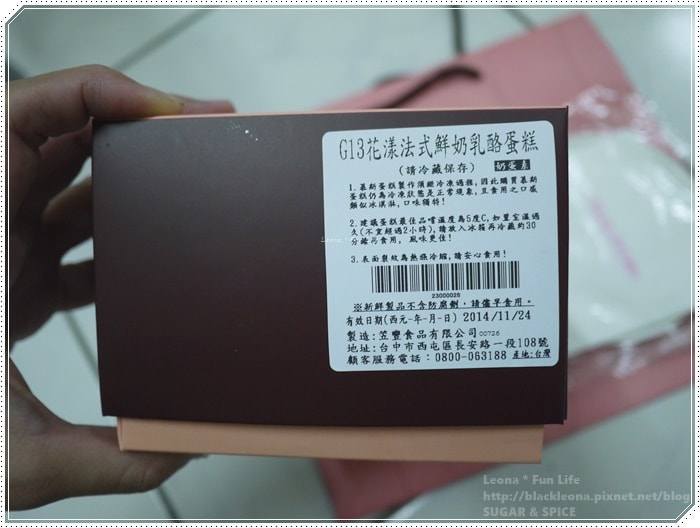 G13花漾法式鮮奶乳酪蛋糕
(請冷藏保存) 奶蛋素
1.慕斯蛋糕製作須經冷凍過程,因此購買慕斯
蛋糕仍為冷凍狀態是正常現象,且食用之口感
類似冰淇淋,口味獨特!
2.建議蛋糕最佳品嚐溫度為5度C,如置室溫過
久(不宜超過2小時),請放入冰箱再冷藏約30
分鐘再食用, 風味更佳!
3.表面裂紋為熱漲冷縮,請安心食用!
23000026
※新鮮製品不含防腐劑,請儘早食用。
有效日期(西元-年-月-日) 2014/11/24
製造:笠豐食品有限公司 00726
地址:台中市西屯區長安路一段108號
顧客服務電話:0800-063188 產地:台灣
Leona * Fun Life
http://blackleona.pixnet.net/blog
SUGAR & SPICE